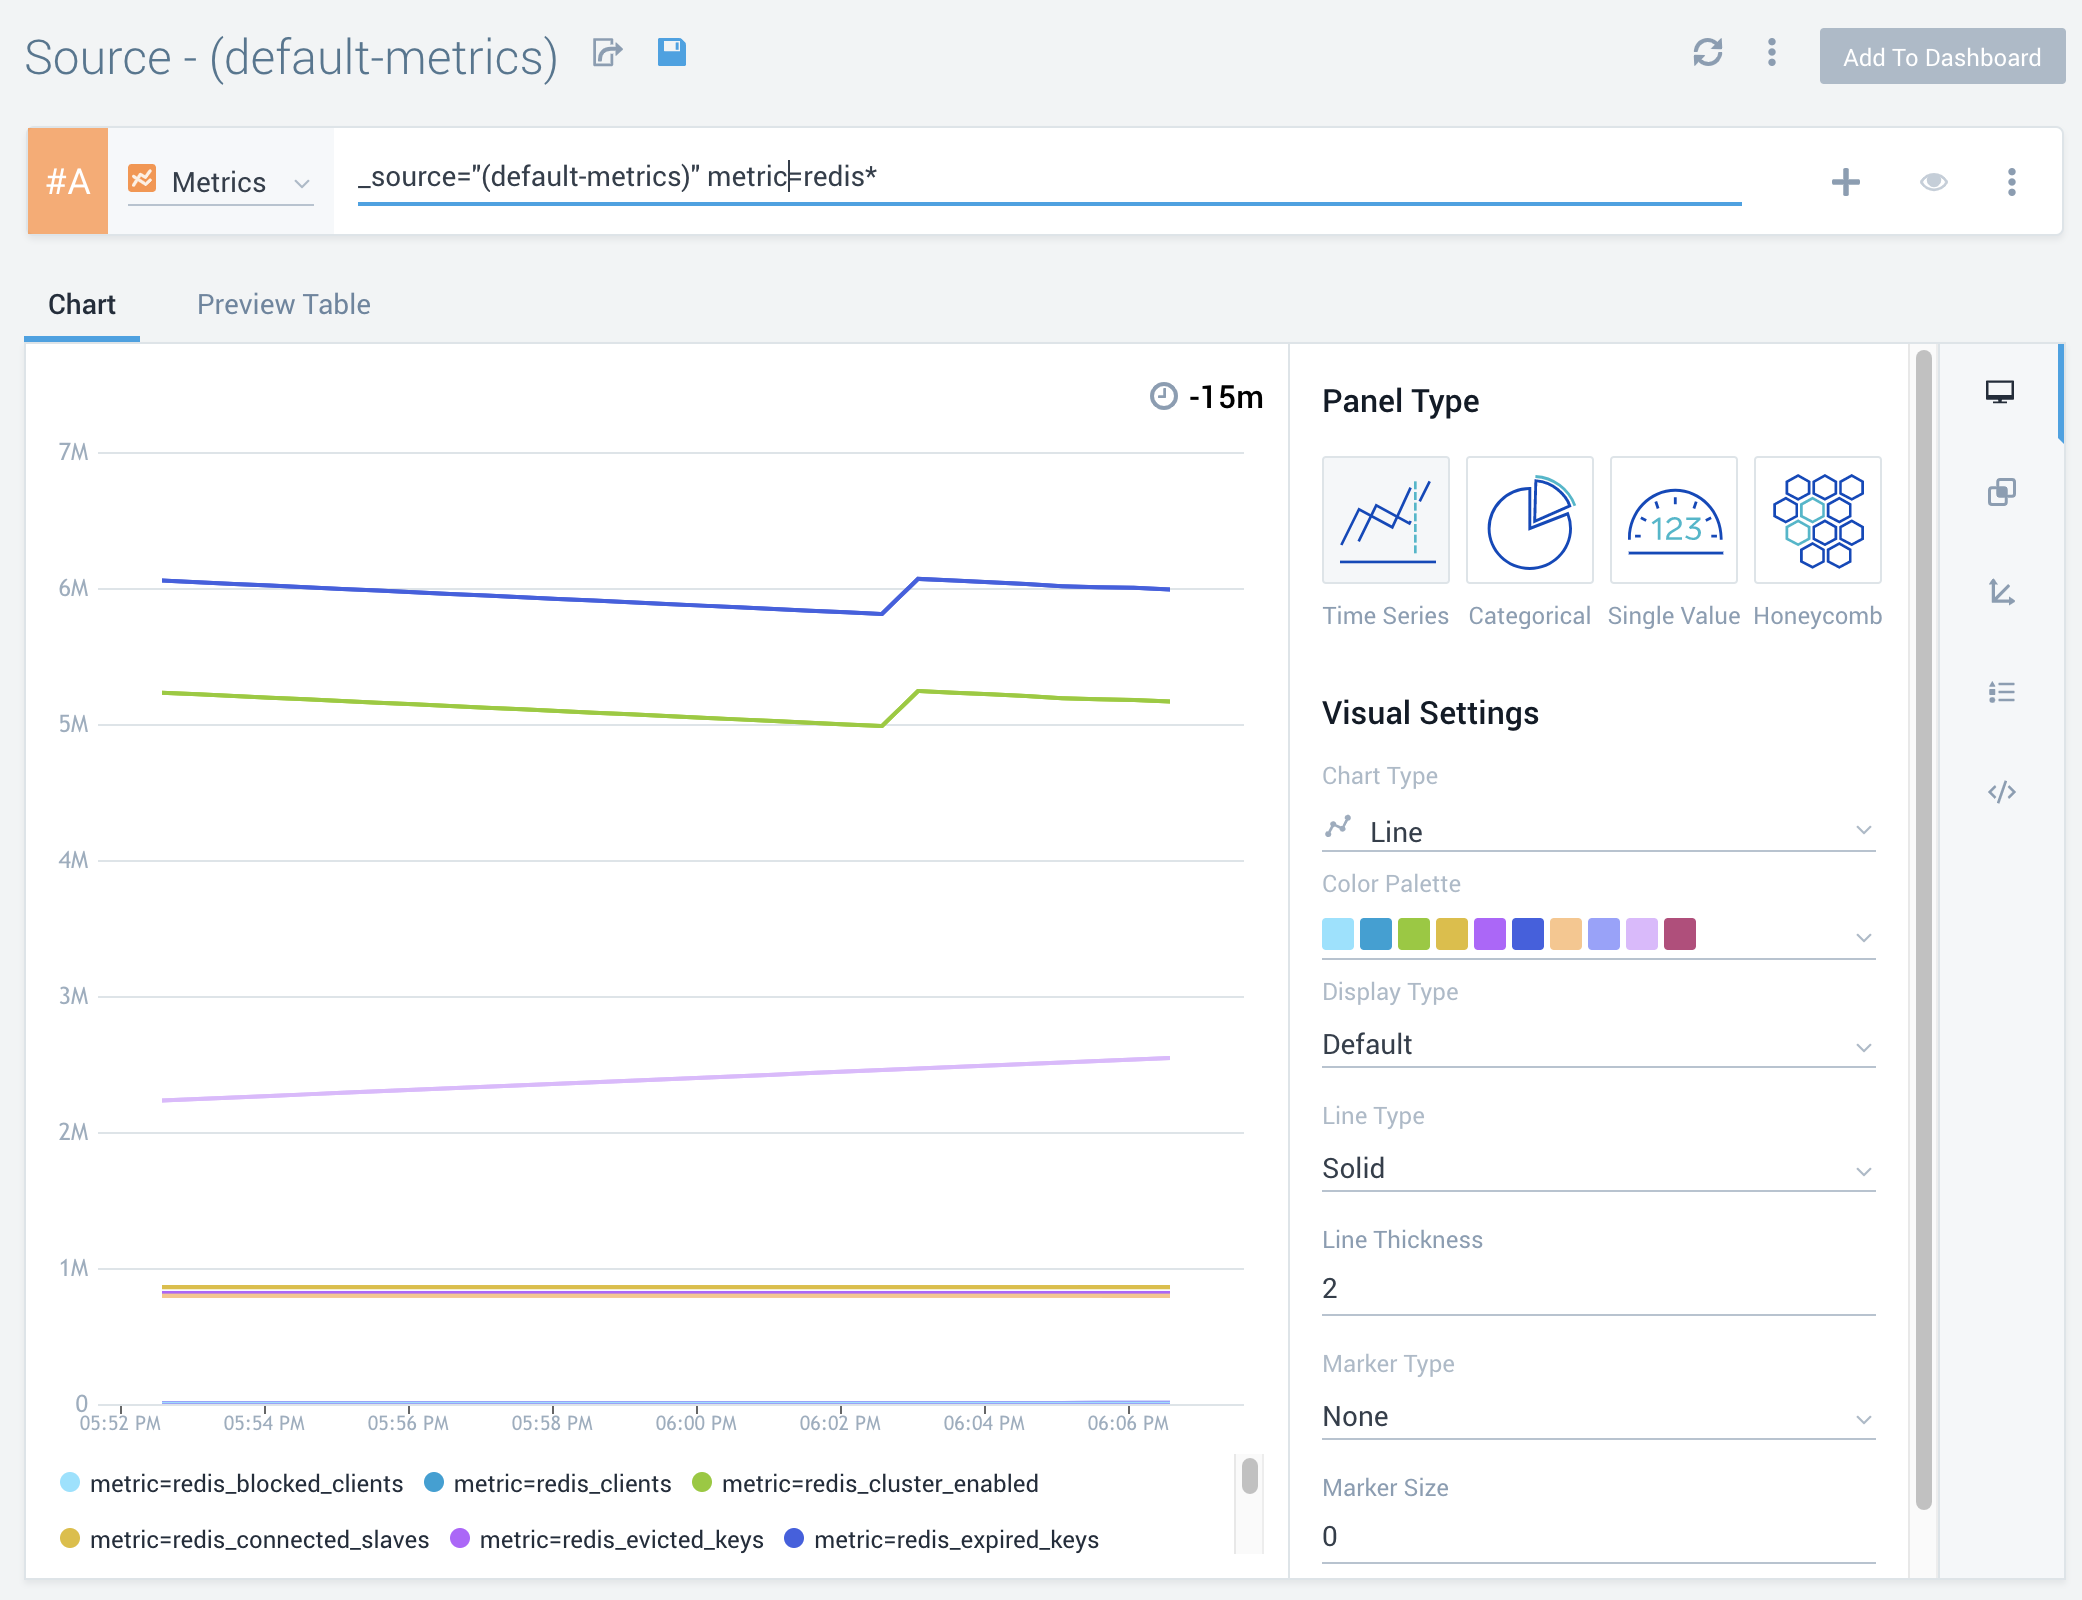 Source - (default-metrics)
Add To Dashboard
#A
Metrics
_source="(default-metrics)" metric=redis*
Chart
Preview Table
-15m
7M
6M
5M
4M
3M
2M
1M
0
05:52 PM 05:54 PM 05:56 PM 05:58 PM 06:00 PM 06:02 PM 06:04 PM 06:06 PM
metric=redis_blocked_clients metric=redis_clients metric=redis_cluster_enabled
metric=redis_connected_slaves metric=redis_evicted_keys metric=redis_expired_keys
Panel Type
123
Time Series Categorical Single Value Honeycomb
Visual Settings
Chart Type
Line
Color Palette
Display Type
Default
Line Type
Solid
Line Thickness
2
Marker Type
None
Marker Size
0